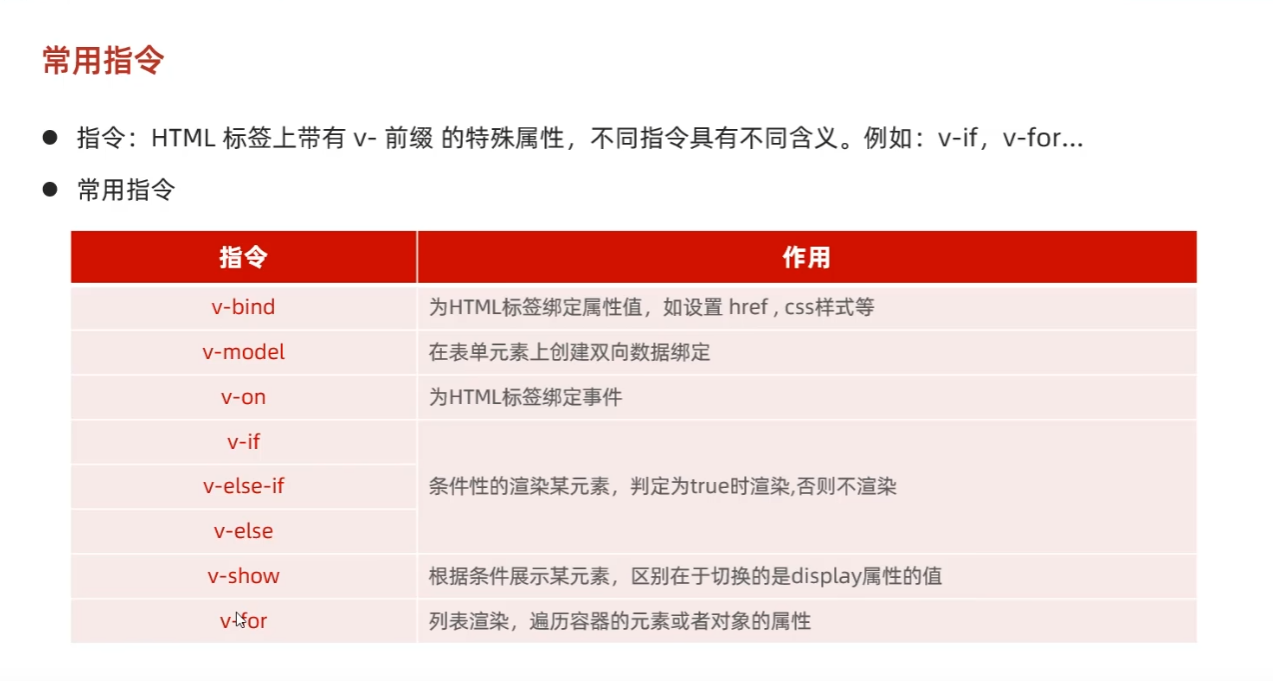 常用指令
● 指令：HTML 标签上带有 v- 前缀 的特殊属性，不同指令具有不同含义。例如：v-if，v-for...
● 常用指令
指令 作用
v-bind 为HTML标签绑定属性值，如设置 href , css样式等
v-model 在表单元素上创建双向数据绑定
v-on 为HTML标签绑定事件
v-if
v-else-if 条件性的渲染某元素，判定为true时渲染,否则不渲染
v-else
v-show 根据条件展示某元素，区别在于切换的是display属性的值
v-for 列表渲染，遍历容器的元素或者对象的属性